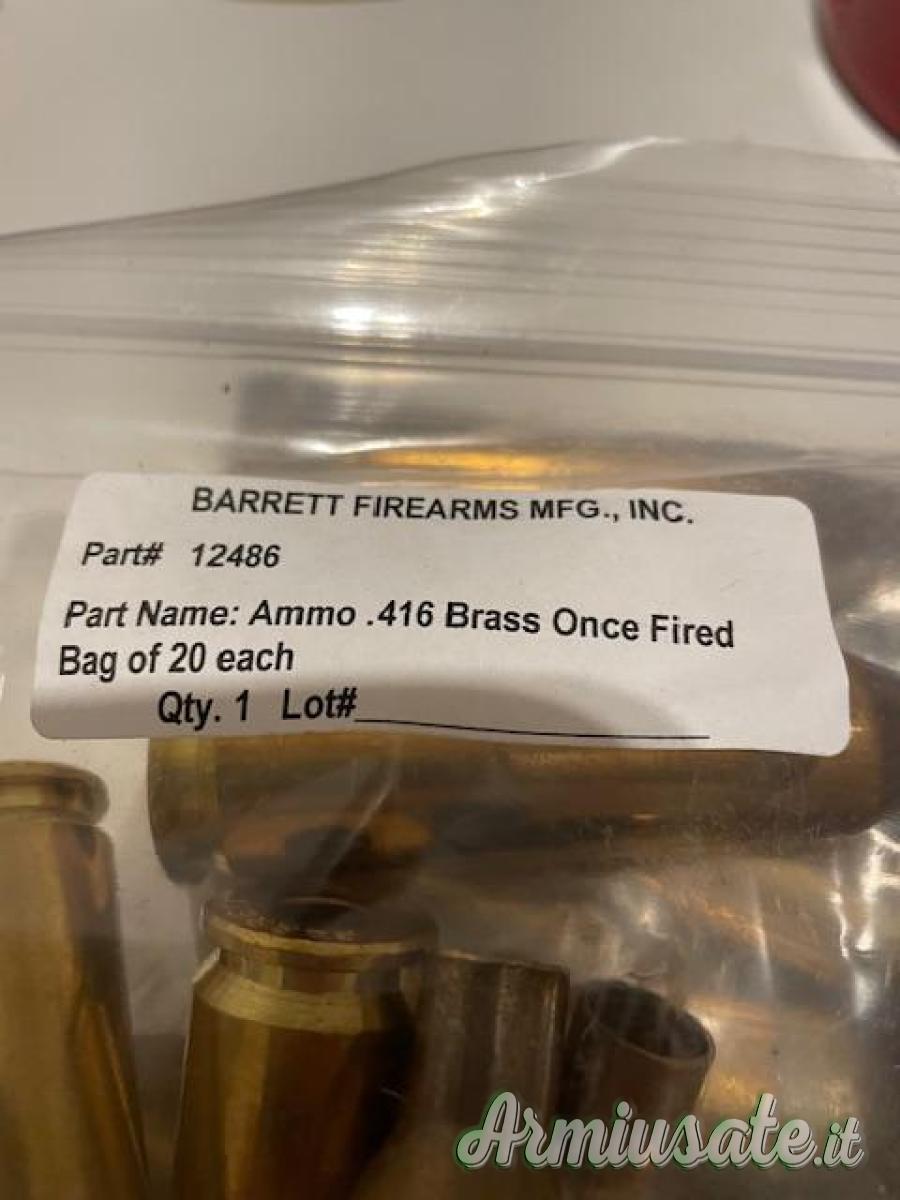 BARRETT FIREARMS MFG., INC.
Part# 12486
Part Name: Ammo .416 Brass Once Fired
Bag of 20 each
Qty. 1 Lot#
Armiusate.it